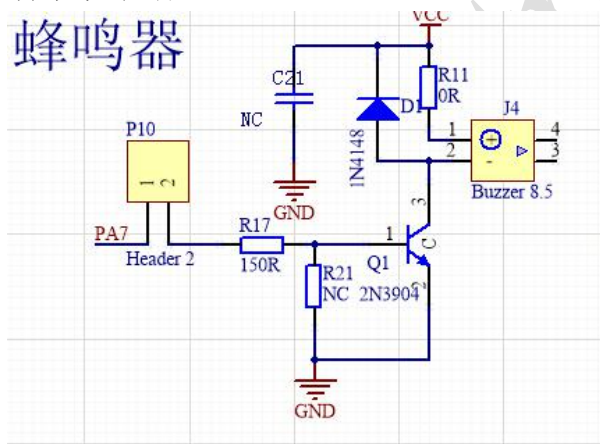 蜂鸣器
VCC
C21
NC
R11
0R
D1
1N4148
J4
1
2
4
3
Buzzer 8.5
P10
1
2
PA7
Header 2
GND
R17
150R
R21
NC
1
3
C
2
Q1
2N3904
GND